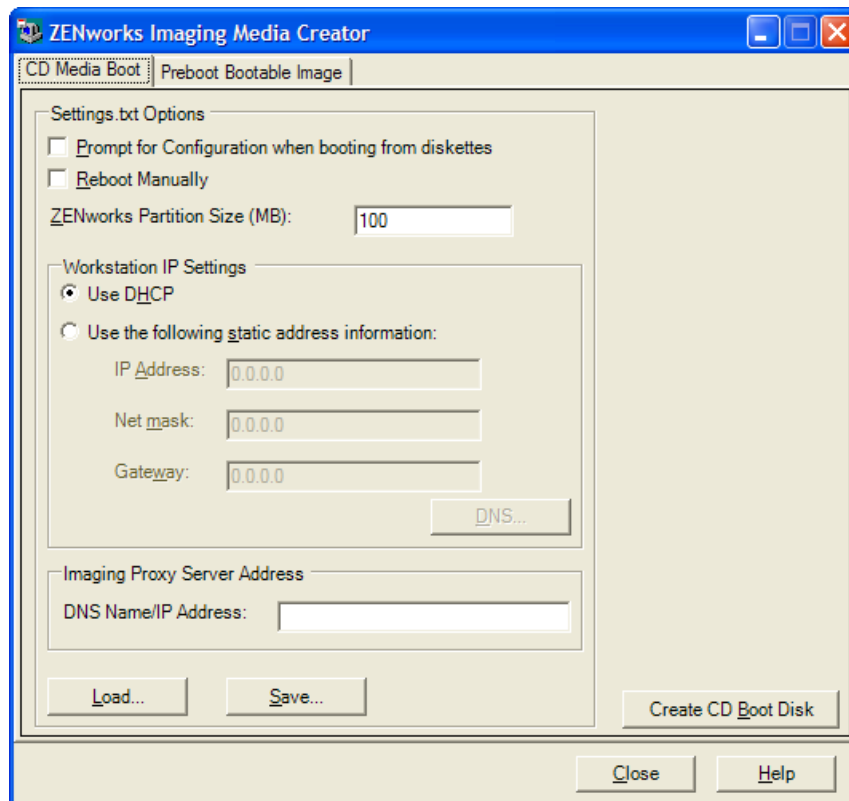 ZENworks Imaging Media Creator
CD Media Boot
Preboot Bootable Image
Settings.txt Options
Prompt for Configuration when booting from diskettes
Reboot Manually
ZENworks Partition Size (MB): 100
Workstation IP Settings
Use DHCP
Use the following static address information:
IP Address: 0.0.0.0
Net mask: 0.0.0.0
Gateway: 0.0.0.0
DNS...
Imaging Proxy Server Address
DNS Name/IP Address:
Load... Save...
Create CD Boot Disk
Close Help